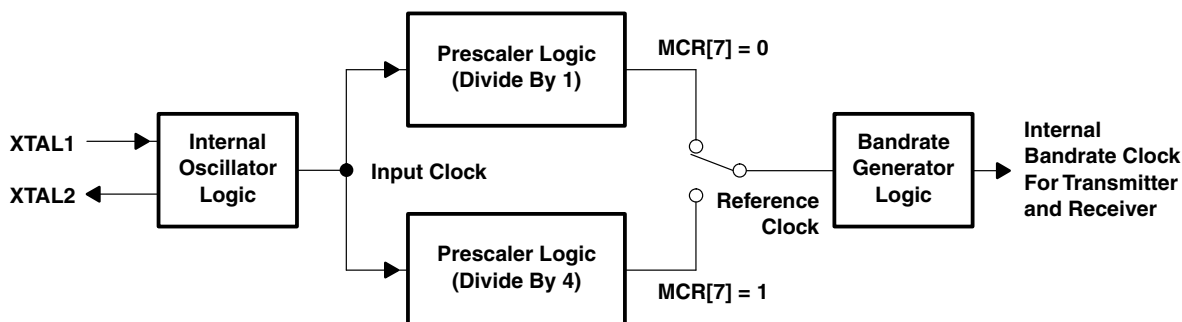 XTAL1
XTAL2
Internal
Oscillator
Logic
Input Clock
Prescaler Logic
(Divide By 1)
MCR[7] = 0
Prescaler Logic
(Divide By 4)
MCR[7] = 1
Reference
Clock
Bandrate
Generator
Logic
Internal
Bandrate Clock
For Transmitter
and Receiver